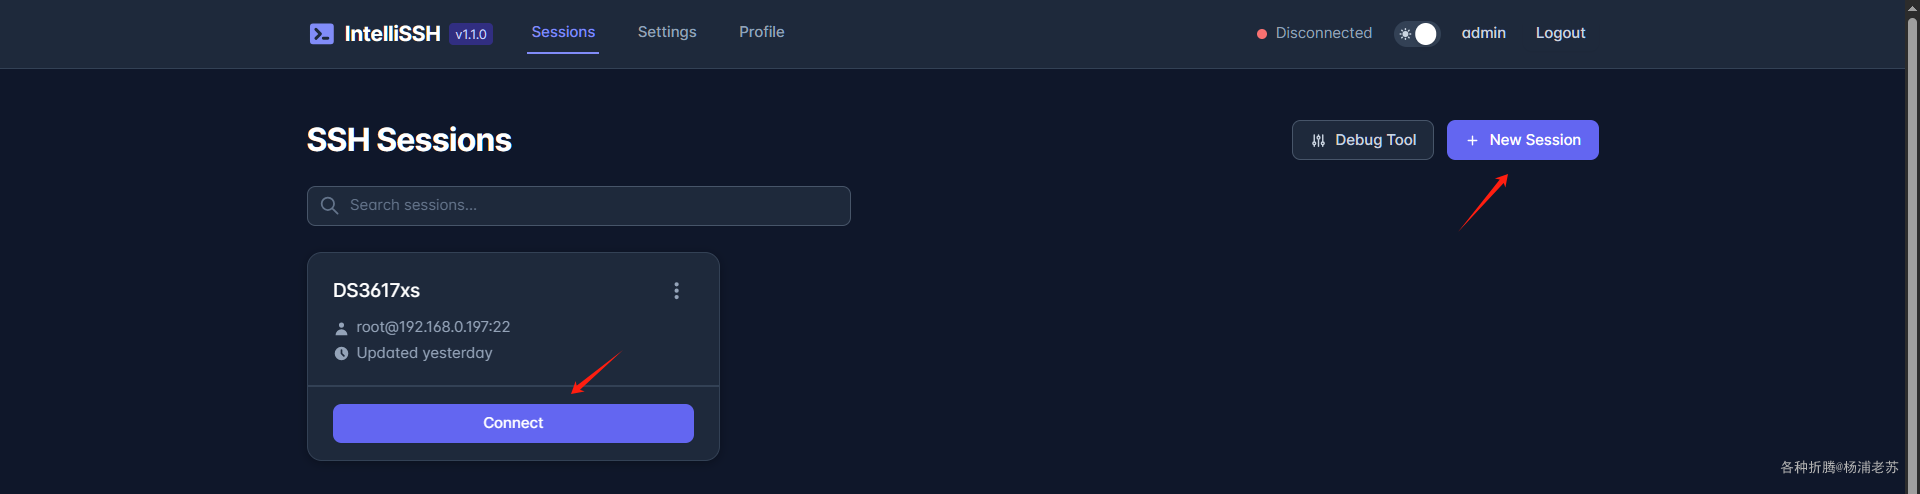 IntelliSSH v1.1.0 Sessions Settings Profile Disconnected admin Logout
SSH Sessions
Debug Tool
New Session
Search sessions...
DS3617xs
root@192.168.0.197:22
Updated yesterday
Connect
各种折腾@杨浦老苏